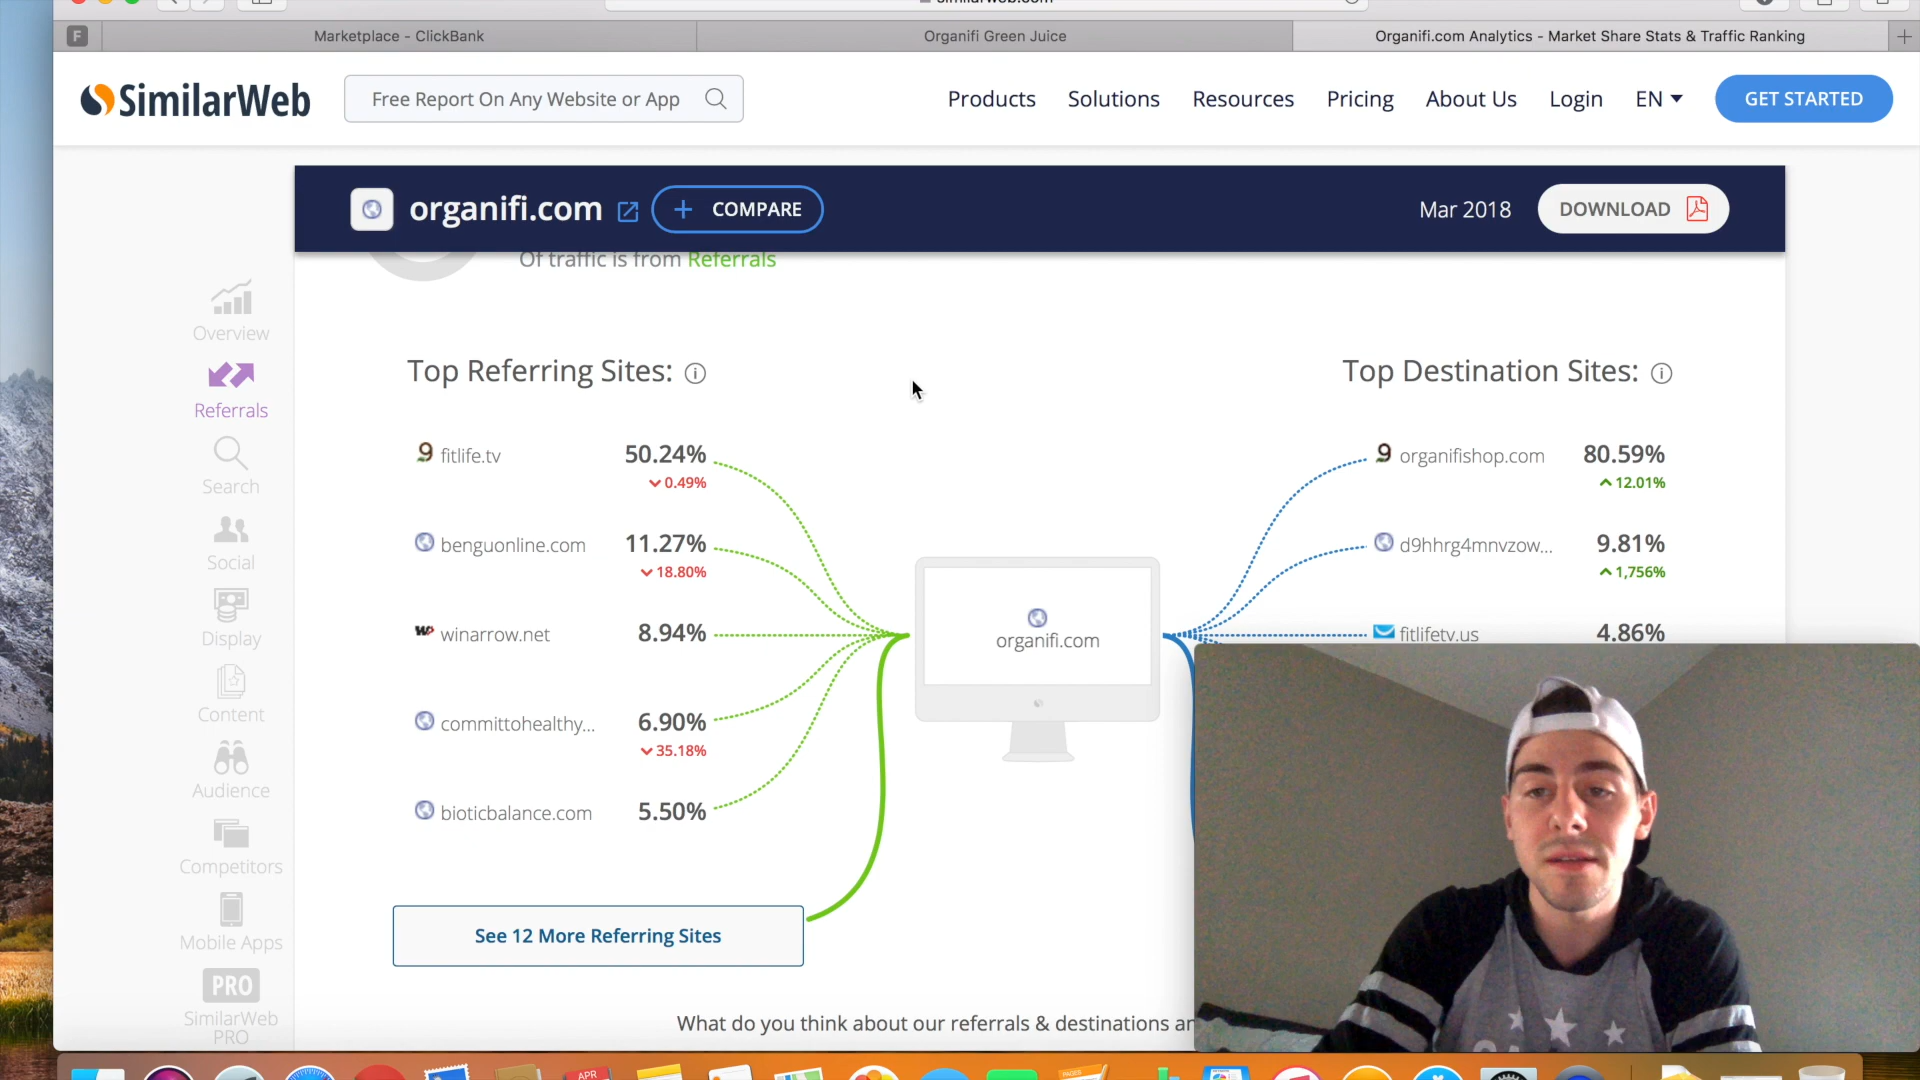 similarweb.com
F
Marketplace - ClickBank
Organifi Green Juice
Organifi.com Analytics - Market Share Stats & Traffic Ranking
SimilarWeb
Free Report On Any Website or App
Products
Solutions
Resources
Pricing
About Us
Login
EN
GET STARTED
organifi.com
+ COMPARE
Mar 2018
DOWNLOAD
Of traffic is from Referrals
Overview
Referrals
Search
Social
Display
Content
Audience
Competitors
Mobile Apps
PRO
SimilarWeb
PRO
Top Referring Sites:
fitlife.tv 50.24%
0.49%
benguonline.com 11.27%
18.80%
winarrow.net 8.94%
committohealthy... 6.90%
35.18%
bioticbalance.com 5.50%
See 12 More Referring Sites
organifi.com
Top Destination Sites:
organifishop.com 80.59%
12.01%
d9hhrg4mnvzow... 9.81%
1,756%
fitlifetv.us 4.86%
What do you think about our referrals & destinations
APR
PAGES